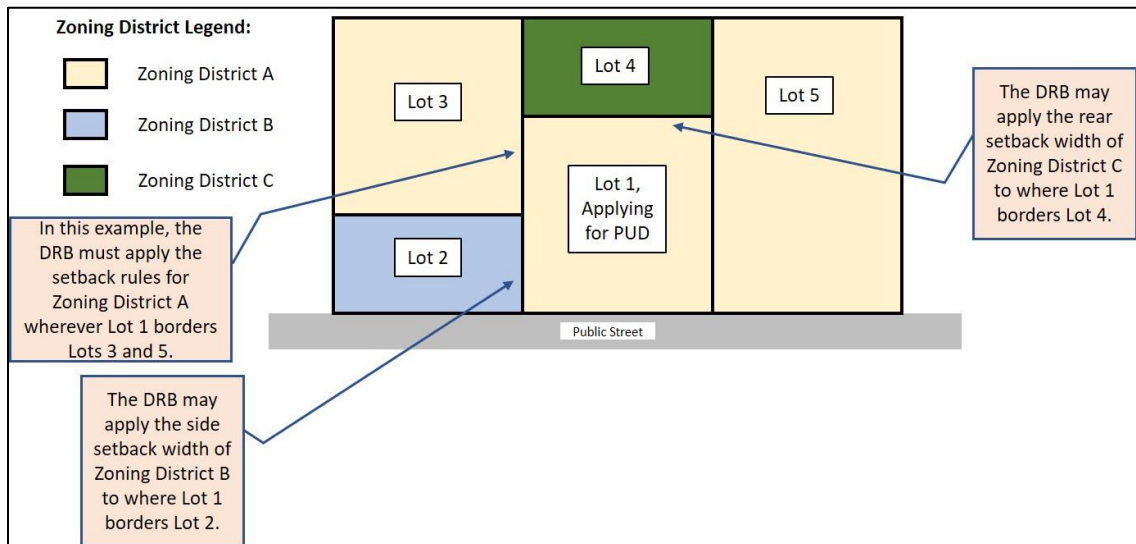 Zoning District Legend:
Zoning District A
Zoning District B
Zoning District C
Lot 3
Lot 4
Lot 5
Lot 1,
Applying
for PUD
Lot 2
Public Street
In this example, the
DRB must apply the
setback rules for
Zoning District A
wherever Lot 1 borders
Lots 3 and 5.
The DRB may
apply the side
setback width of
Zoning District B
to where Lot 1
borders Lot 2.
The DRB may
apply the rear
setback width of
Zoning District C
to where Lot 1
borders Lot 4.